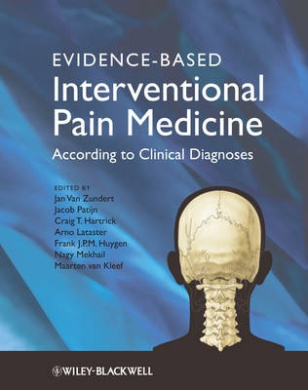 EVIDENCE-BASED
Interventional
Pain Medicine
According to Clinical Diagnoses
EDITED BY
Jan Van Zundert
Jacob Patijn
Craig T. Hartrick
Arno Lataster
Frank J.P.M. Huygen
Nagy Mekhail
Maarten van Kleef
WILEY-BLACKWELL